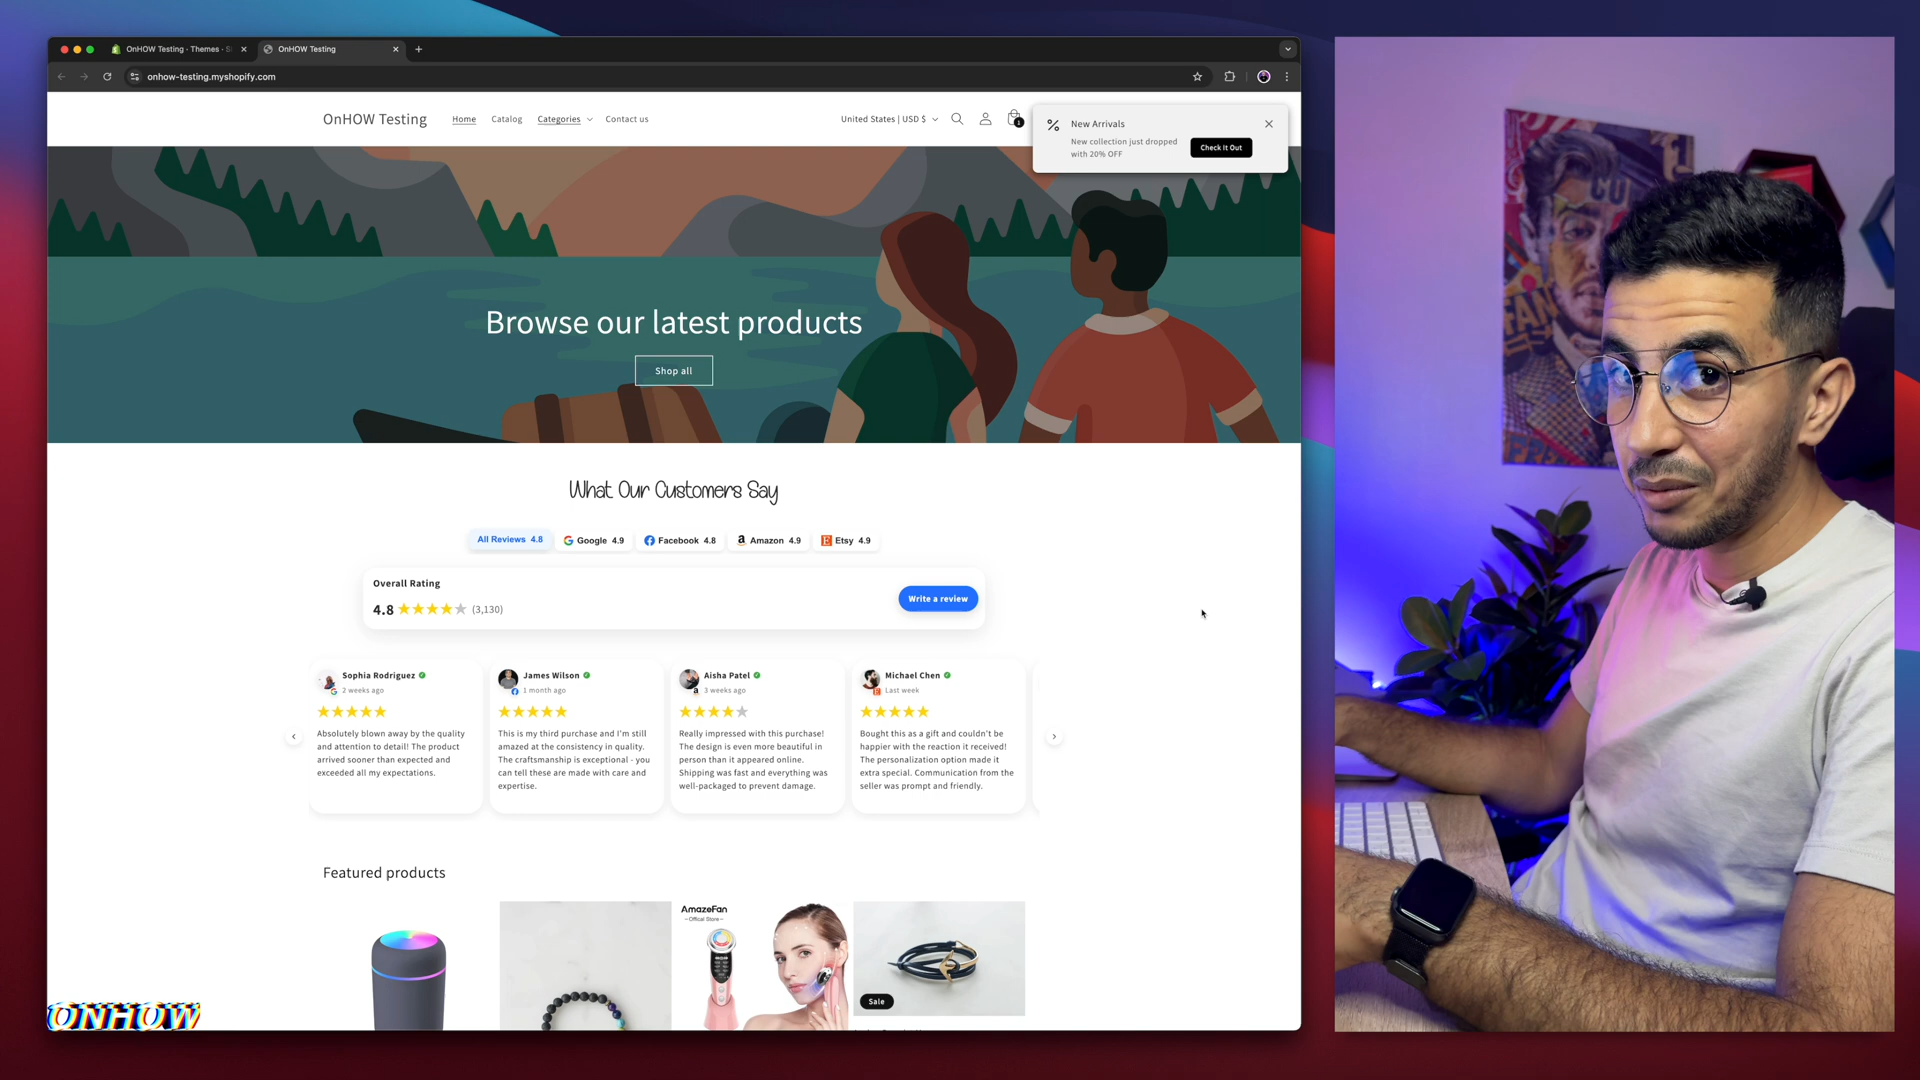 OnHOW Testing · Themes · S
OnHOW Testing
onhow-testing.myshopify.com
OnHOW Testing
Home
Catalog
Categories
Contact us
United States | USD $
1
New Arrivals
New collection just dropped
with 20% OFF
Check It Out
Browse our latest products
Shop all
What Our Customers Say
All Reviews 4.8
Google 4.9
Facebook 4.8
Amazon 4.9
Etsy 4.9
Overall Rating
4.8
(3,130)
Write a review
Sophia Rodriguez
2 weeks ago
Absolutely blown away by the quality
and attention to detail! The product
arrived sooner than expected and
exceeded all my expectations.
James Wilson
1 month ago
This is my third purchase and I'm still
amazed at the consistency in quality.
The craftsmanship is exceptional - you
can tell these are made with care and
expertise.
Aisha Patel
3 weeks ago
Really impressed with this purchase!
The design is even more beautiful in
person than it appeared online.
Shipping was fast and everything was
well-packaged to prevent damage.
Michael Chen
Last week
Bought this as a gift and couldn't be
happier with the reaction it received!
The personalization option made it
extra special. Communication from the
seller was prompt and friendly.
Featured products
AmazeFan
—Offical Store—
Sale
ONHOW